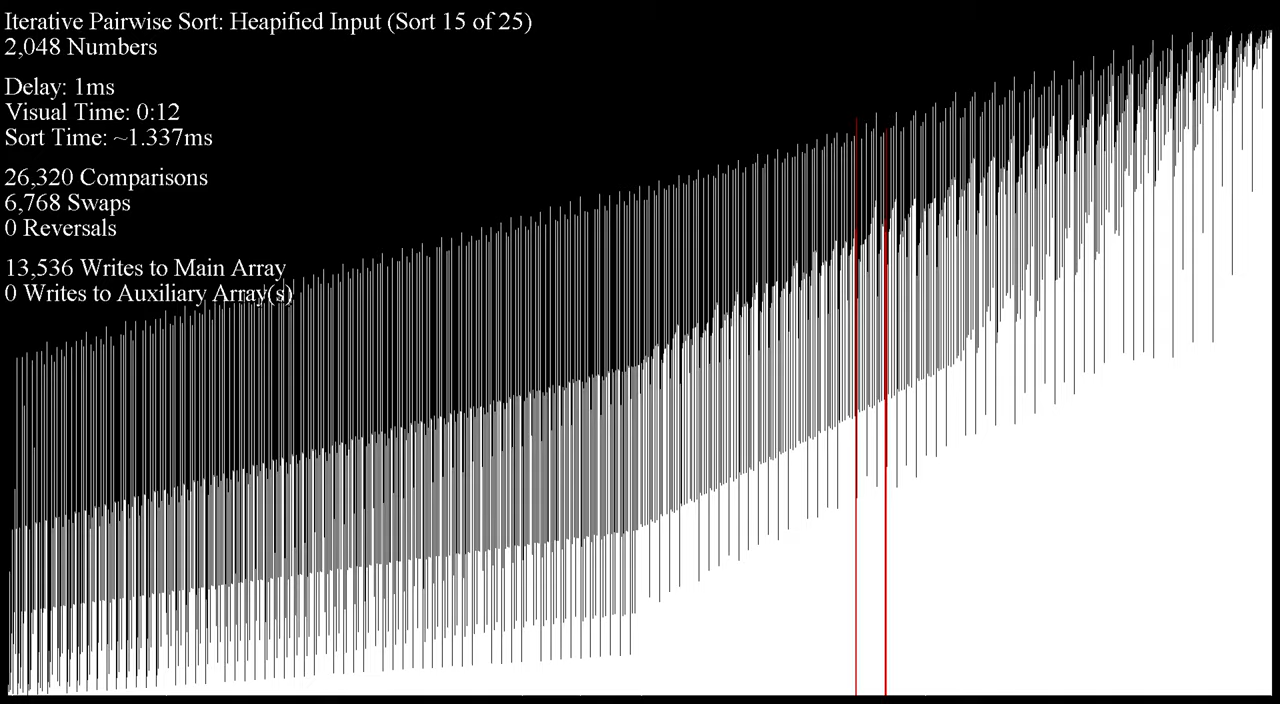 Iterative Pairwise Sort: Heapified Input (Sort 15 of 25)
2,048 Numbers
Delay: 1ms
Visual Time: 0:12
Sort Time: ~1.337ms
26,320 Comparisons
6,768 Swaps
0 Reversals
13,536 Writes to Main Array
0 Writes to Auxiliary Array(s)